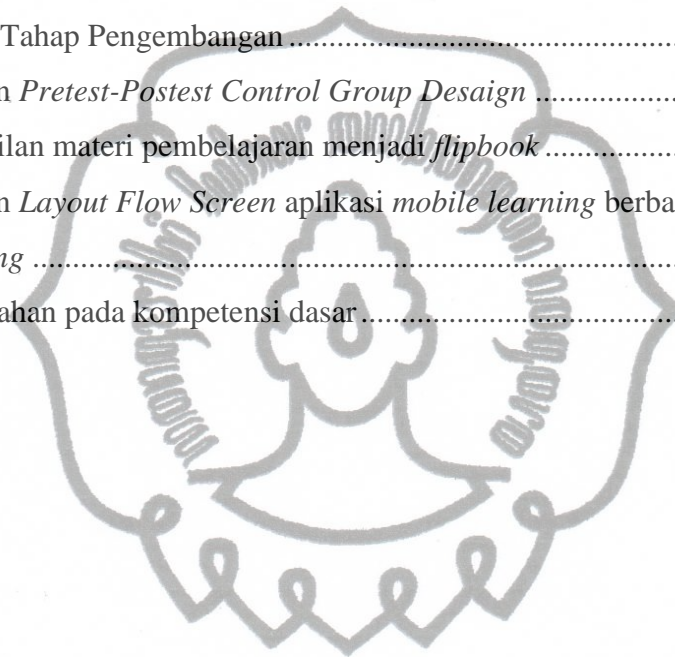 Tahap Pengembangan ........................................................
n Pretest-Postest Control Group Desaign ....................
ilan materi pembelajaran menjadi flipbook ...................
n Layout Flow Screen aplikasi mobile learning berba
ng ...............................................................................................
ahan pada kompetensi dasar ..............................................